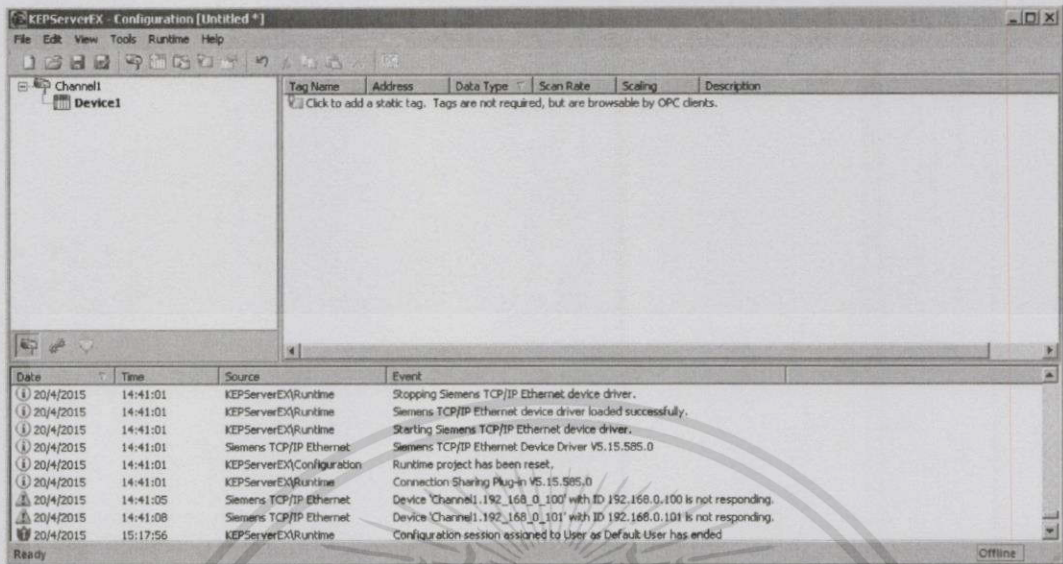 KEPServerEX - Configuration [Untitled *]
File Edit View Tools Runtime Help
Channel1
Device1
Tag Name Address Data Type Scan Rate Scaling Description
Click to add a static tag. Tags are not required, but are browsable by OPC clients.
Date Time Source Event
20/4/2015 14:41:01 KEPServerEX\Runtime Stopping Siemens TCP/IP Ethernet device driver.
20/4/2015 14:41:01 KEPServerEX\Runtime Siemens TCP/IP Ethernet device driver loaded successfully.
20/4/2015 14:41:01 KEPServerEX\Runtime Starting Siemens TCP/IP Ethernet device driver.
20/4/2015 14:41:01 Siemens TCP/IP Ethernet Siemens TCP/IP Ethernet Device Driver V5.15.585.0
20/4/2015 14:41:01 KEPServerEX\Configuration Runtime project has been reset.
20/4/2015 14:41:01 KEPServerEX\Runtime Connection Sharing Plug-in V5.15.585.0
20/4/2015 14:41:05 Siemens TCP/IP Ethernet Device 'Channel1.192_168_0_100' with ID 192.168.0.100 is not responding.
20/4/2015 14:41:08 Siemens TCP/IP Ethernet Device 'Channel1.192_168_0_101' with ID 192.168.0.101 is not responding.
20/4/2015 15:17:56 KEPServerEX\Runtime Configuration session assigned to User as Default User has ended
Ready Offline